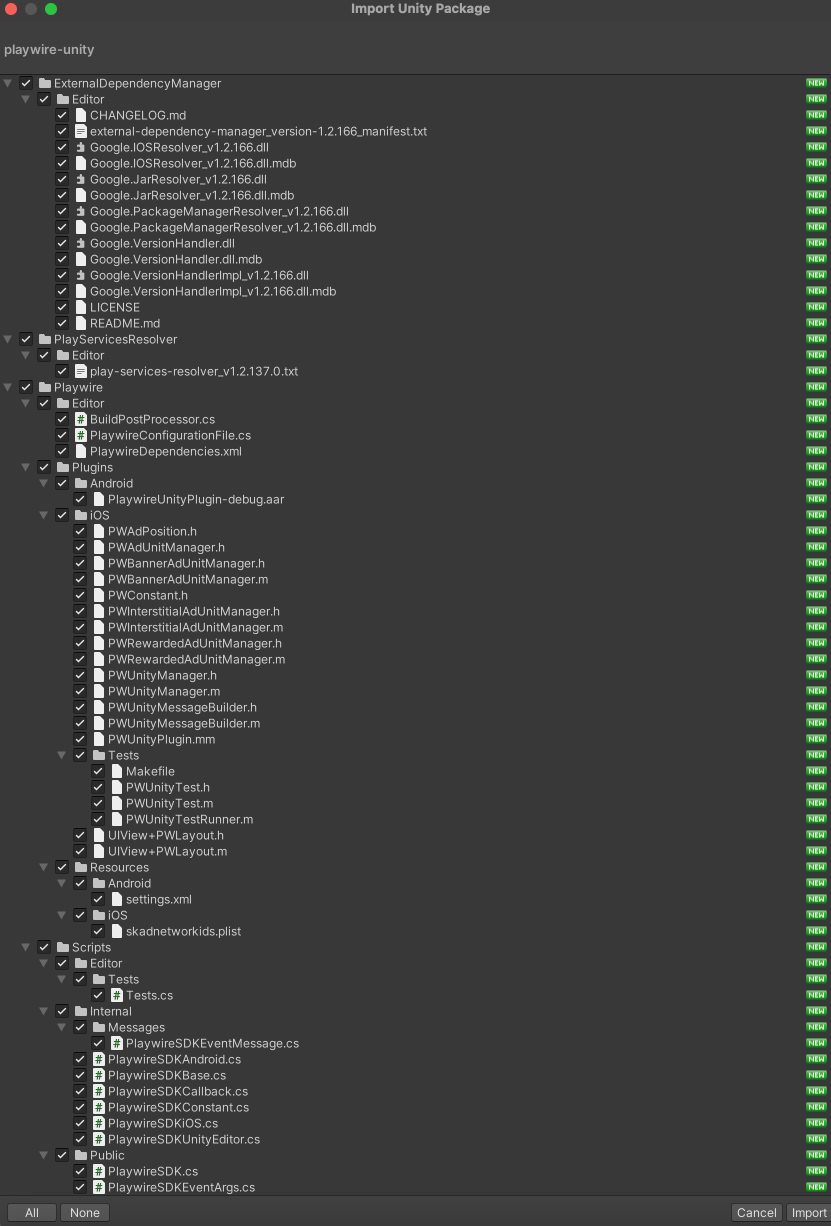 Import Unity Package
playwire-unity
ExternalDependencyManager NEW
Editor NEW
CHANGELOG.md NEW
external-dependency-manager_version-1.2.166_manifest.txt NEW
Google.IOSResolver_v1.2.166.dll NEW
Google.IOSResolver_v1.2.166.dll.mdb NEW
Google.JarResolver_v1.2.166.dll NEW
Google.JarResolver_v1.2.166.dll.mdb NEW
Google.PackageManagerResolver_v1.2.166.dll NEW
Google.PackageManagerResolver_v1.2.166.dll.mdb NEW
Google.VersionHandler.dll NEW
Google.VersionHandler.dll.mdb NEW
Google.VersionHandlerImpl_v1.2.166.dll NEW
Google.VersionHandlerImpl_v1.2.166.dll.mdb NEW
LICENSE NEW
README.md NEW
PlayServicesResolver NEW
Editor NEW
play-services-resolver_v1.2.137.0.txt NEW
Playwire NEW
Editor NEW
BuildPostProcessor.cs NEW
PlaywireConfigurationFile.cs NEW
PlaywireDependencies.xml NEW
Plugins NEW
Android NEW
PlaywireUnityPlugin-debug.aar NEW
iOS NEW
PWAdPosition.h NEW
PWAdUnitManager.h NEW
PWBannerAdUnitManager.h NEW
PWBannerAdUnitManager.m NEW
PWConstant.h NEW
PWInterstitialAdUnitManager.h NEW
PWInterstitialAdUnitManager.m NEW
PWRewardedAdUnitManager.h NEW
PWRewardedAdUnitManager.m NEW
PWUnityManager.h NEW
PWUnityManager.m NEW
PWUnityMessageBuilder.h NEW
PWUnityMessageBuilder.m NEW
PWUnityPlugin.mm NEW
Tests NEW
Makefile NEW
PWUnityTest.h NEW
PWUnityTest.m NEW
PWUnityTestRunner.m NEW
UIView+PWLayout.h NEW
UIView+PWLayout.m NEW
Resources NEW
Android NEW
settings.xml NEW
iOS NEW
skadnetworkids.plist NEW
Scripts NEW
Editor NEW
Tests NEW
Tests.cs NEW
Internal NEW
Messages NEW
PlaywireSDKEventMessage.cs NEW
PlaywireSDKAndroid.cs NEW
PlaywireSDKBase.cs NEW
PlaywireSDKCallback.cs NEW
PlaywireSDKConstant.cs NEW
PlaywireSDKiOS.cs NEW
PlaywireSDKUnityEditor.cs NEW
Public NEW
PlaywireSDK.cs NEW
PlaywireSDKEventArgs.cs NEW
All None Cancel Import